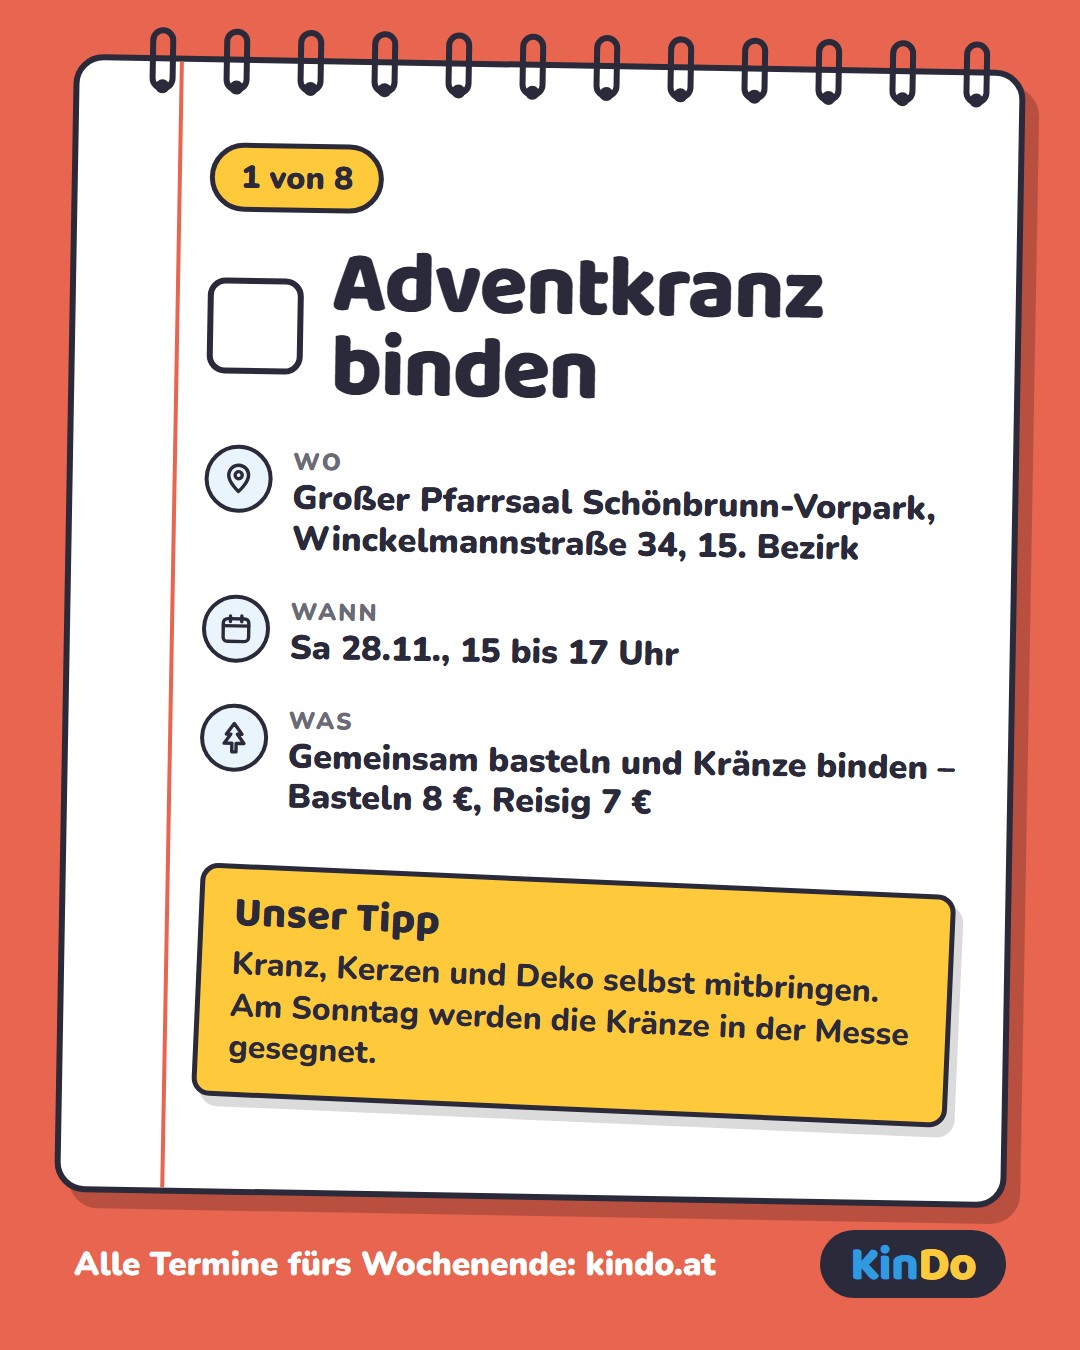 1 von 8
Adventkranz
binden
WO
Großer Pfarrsaal Schönbrunn-Vorpark,
Winckelmannstraße 34, 15. Bezirk
WANN
Sa 28.11., 15 bis 17 Uhr
WAS
Gemeinsam basteln und Kränze binden –
Basteln 8 €, Reisig 7 €
Unser Tipp
Kranz, Kerzen und Deko selbst mitbringen.
Am Sonntag werden die Kränze in der Messe
gesegnet.
Alle Termine fürs Wochenende: kindo.at
KinDo